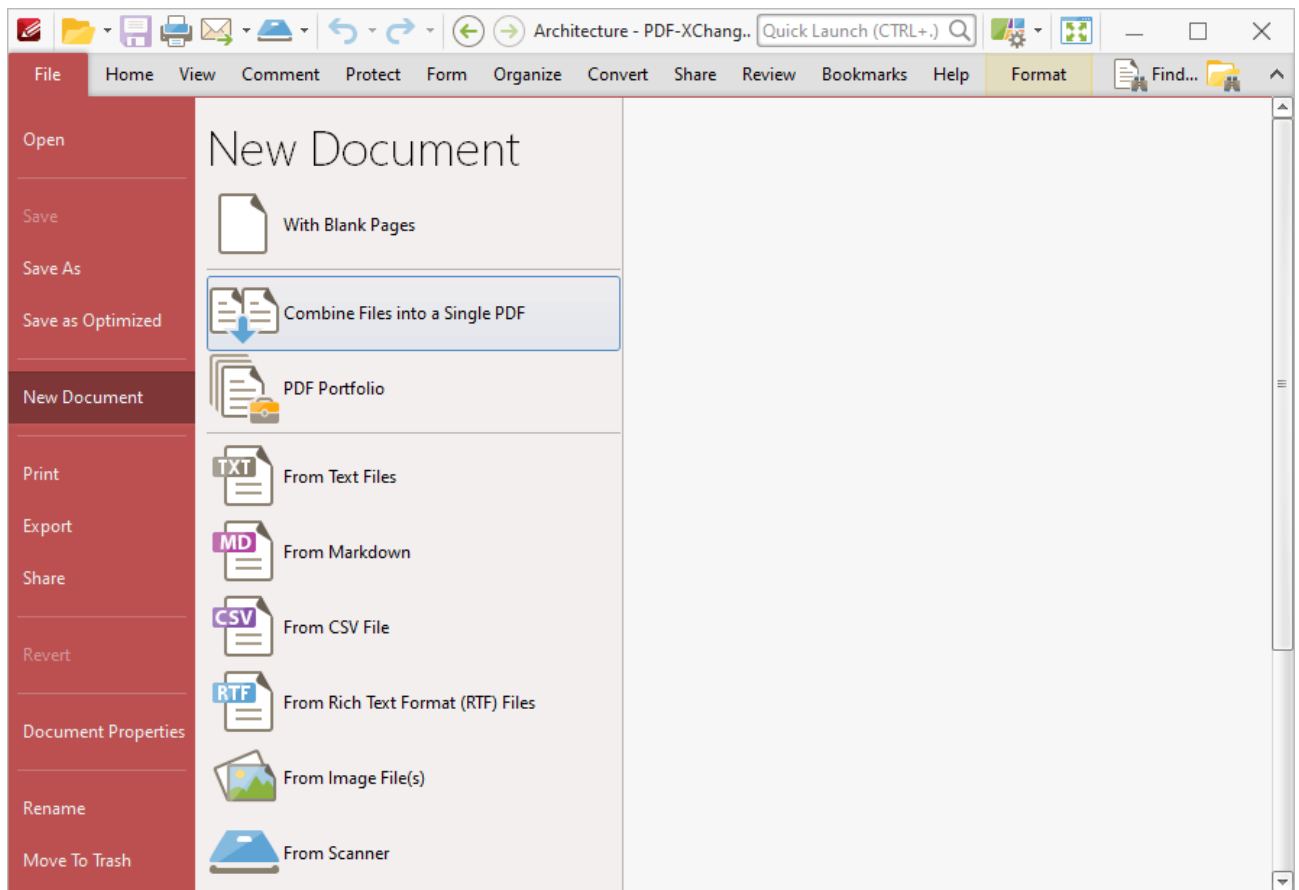 Architecture - PDF-XChang.. Quick Launch (CTRL+.)
File Home View Comment Protect Form Organize Convert Share Review Bookmarks Help Format Find...
Open
Save
Save As
Save as Optimized
New Document
Print
Export
Share
Revert
Document Properties
Rename
Move To Trash
New Document
With Blank Pages
Combine Files into a Single PDF
PDF Portfolio
TXT From Text Files
MD From Markdown
CSV From CSV File
RTF From Rich Text Format (RTF) Files
From Image File(s)
From Scanner